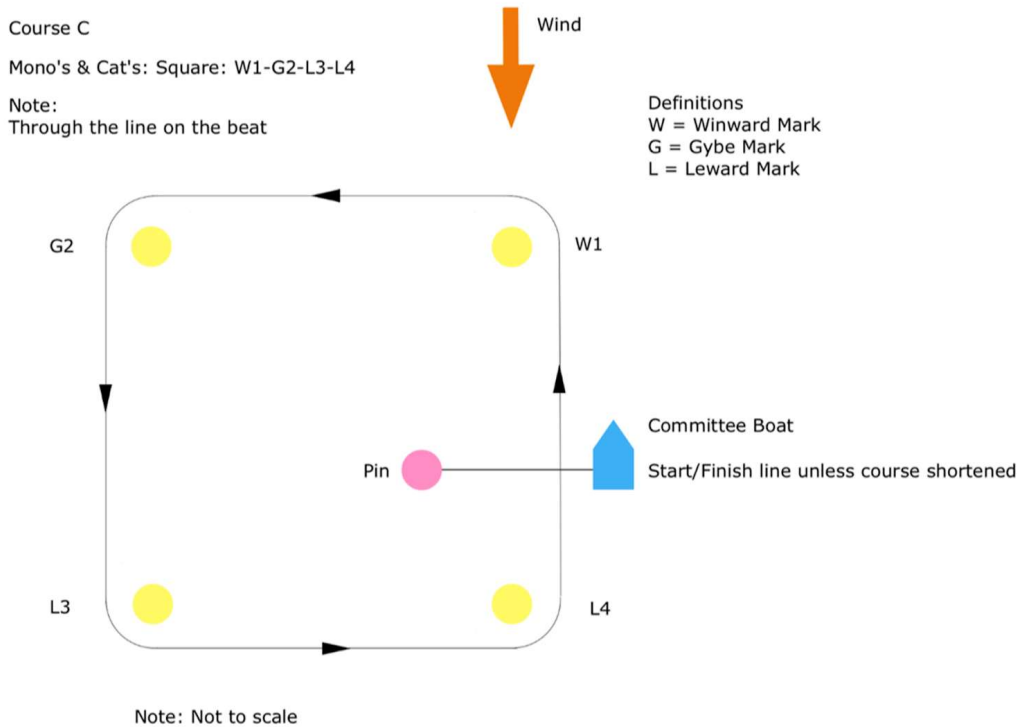 Course C
Mono's & Cat's: Square: W1-G2-L3-L4
Note:
Through the line on the beat
Wind
Definitions
W = Winward Mark
G = Gybe Mark
L = Leward Mark
G2
W1
Committee Boat
Pin
Start/Finish line unless course shortened
L3
L4
Note: Not to scale